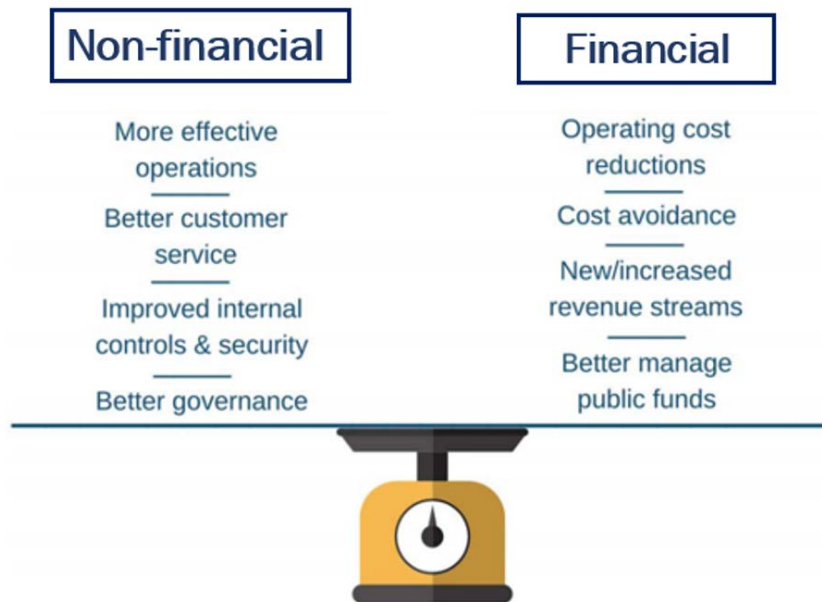 Non-financial
More effective
operations
Better customer
service
Improved internal
controls & security
Better governance
Financial
Operating cost
reductions
Cost avoidance
New/increased
revenue streams
Better manage
public funds